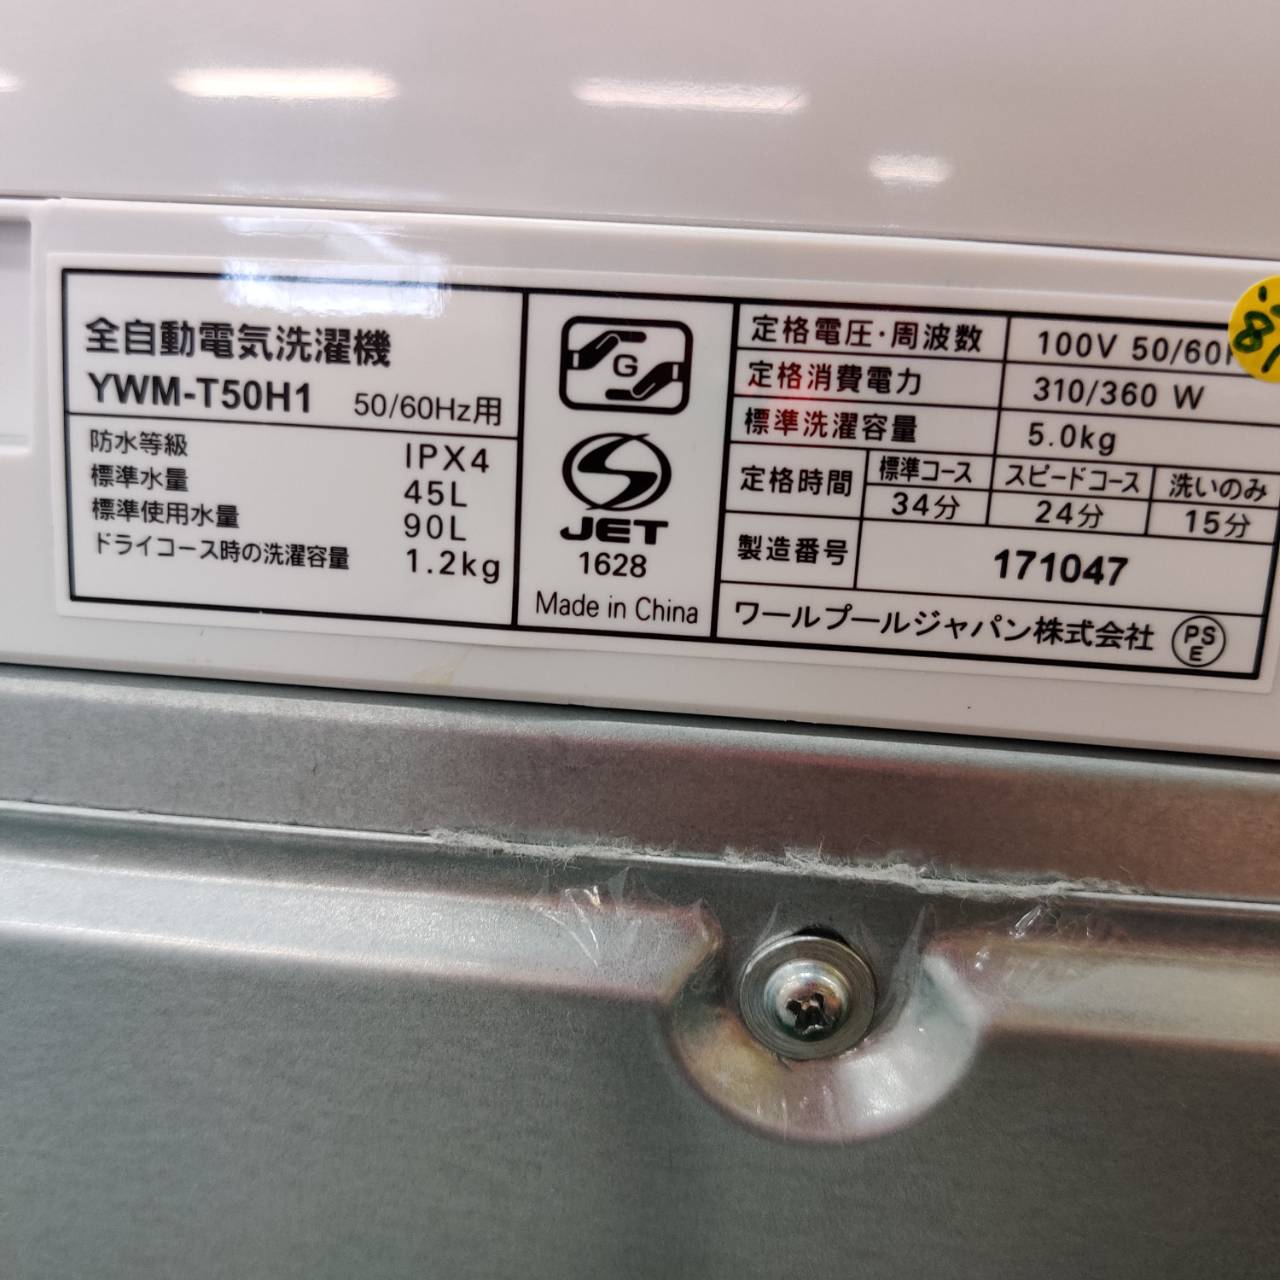 全自動電気洗濯機
YWM-T50H1 50/60Hz用
防水等級 IPX4
標準水量 45L
標準使用水量 90L
ドライコース時の洗濯容量 1.2kg
G
JET
1628
Made in China
定格電圧・周波数 100V 50/60H
定格消費電力 310/360 W
標準洗濯容量 5.0kg
定格時間 標準コース スピードコース 洗いのみ
34分 24分 15分
製造番号 171047
ワールプールジャパン株式会社 PSE